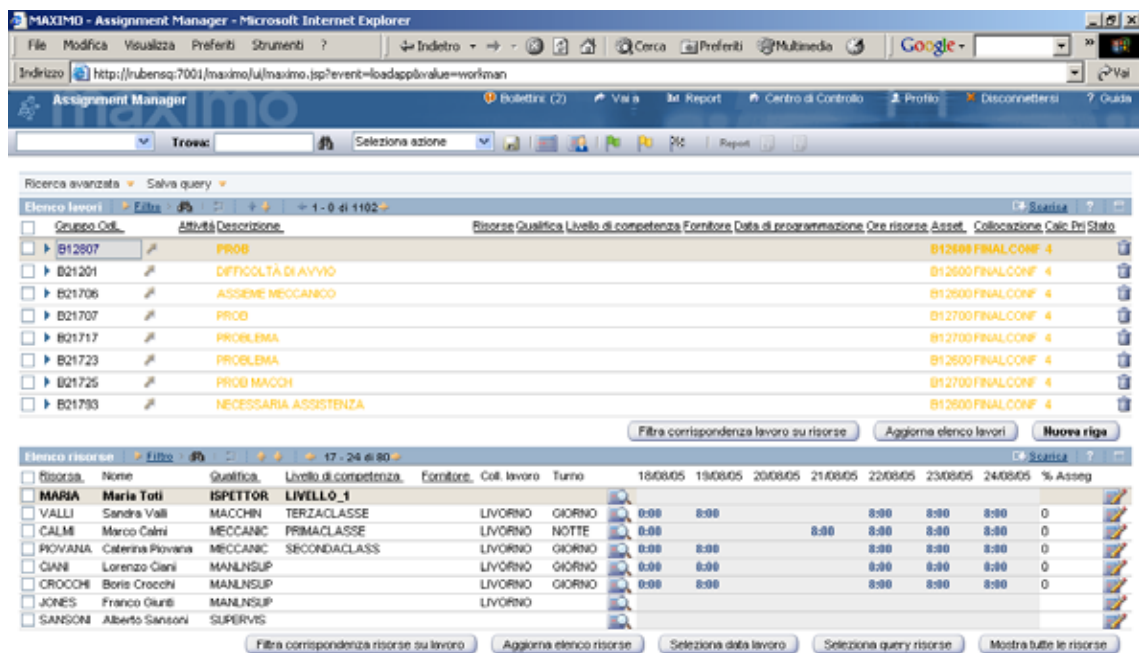 MAXIMO - Assignment Manager - Microsoft Internet Explorer
File Modifica Visualizza Preferiti Strumenti ? Indietro Cerca Preferiti Multimedia Google Vai
Indirizzo http://rubensq:7001/maximo/ui/maximo.jsp?event=loadapp&value=workman Vai
Assignment Manager Bollettini (2) Vai a Report Centro di Controllo Profilo Disconnettersi ? Guida
maximo
Trova: Seleziona azione Report
Ricerca avanzata Salva query
Elenco lavori Filtro 1 - 0 di 1102 Scarica ?
Gruppo OdL Attività Descrizione Risorse Qualifica Livello di competenza Fornitore Data di programmazione Ore risorse Asset Collocazione Calc Pri Stato
B12807 PROB B12600 FINALCONF 4
B21201 DIFFICOLTÀ DI AVVIO B12600 FINALCONF 4
B21706 ASSIEME MECCANICO B12600 FINALCONF 4
B21707 PROB B12700 FINALCONF 4
B21717 PROBLEMA B12700 FINALCONF 4
B21723 PROBLEMA B12600 FINALCONF 4
B21725 PROB MACCH B12700 FINALCONF 4
B21793 NECESSARIA ASSISTENZA B12600 FINALCONF 4
Filtra corrispondenza lavoro su risorse Aggiorna elenco lavori Nuova riga
Elenco risorse Filtro 17 - 24 di 80 Scarica ?
Risorsa Nome Qualifica Livello di competenza Fornitore Coll. lavoro Turno 18/08/05 19/08/05 20/08/05 21/08/05 22/08/05 23/08/05 24/08/05 % Asseg
MARIA Maria Toti ISPETTOR LIVELLO_1
VALLI Sandra Valli MACCHIN TERZACLASSE LIVORNO GIORNO 0:00 8:00 8:00 8:00 8:00 0
CALMI Marco Calmi MECCANIC PRIMACLASSE LIVORNO NOTTE 0:00 8:00 8:00 8:00 8:00 0
PIOVANA Caterina Piovana MECCANIC SECONDACLASS LIVORNO GIORNO 0:00 8:00 8:00 8:00 8:00 0
CIANI Lorenzo Ciani MANLNSUP LIVORNO GIORNO 0:00 8:00 8:00 8:00 8:00 0
CROCCHI Boris Crocchi MANLNSUP LIVORNO GIORNO 0:00 8:00 8:00 8:00 8:00 0
JONES Franco Giunti MANLNSUP LIVORNO
SANSONI Alberto Sansoni SUPERVIS
Filtra corrispondenza risorse su lavoro Aggiorna elenco risorse Seleziona data lavoro Seleziona query risorse Mostra tutte le risorse